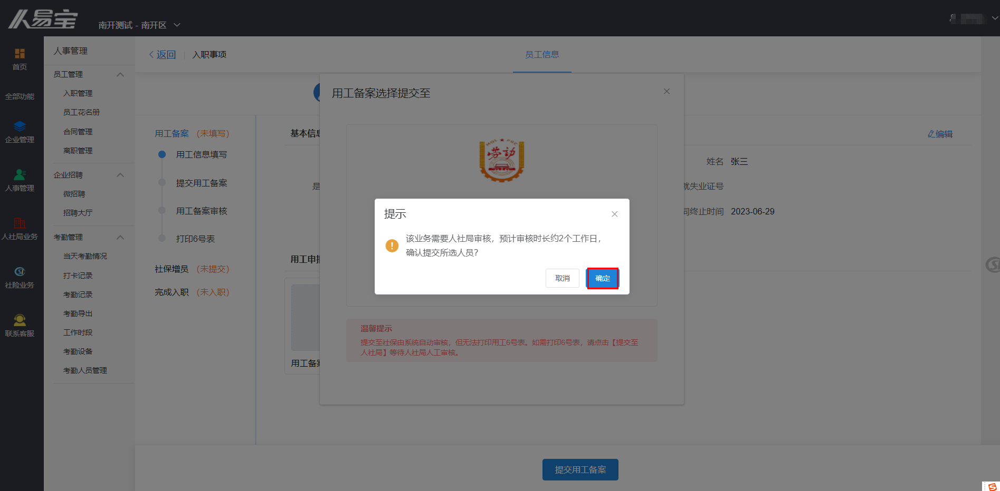 人易宝
南开测试 - 南开区
首页
全部功能
企业管理
人事管理
人社局业务
社险业务
联系客服
人事管理
员工管理
入职管理
员工花名册
合同管理
离职管理
企业招聘
微招聘
招聘大厅
考勤管理
当天考勤情况
打卡记录
考勤记录
考勤导出
工作时段
考勤设备
考勤人员管理
返回
入职事项
员工信息
用工备案 (未填写)
用工信息填写
提交用工备案
用工备案审核
打印6号表
社保增员 (未提交)
完成入职 (未入职)
基本信息
编辑
姓名 张三
是
就失业证号
同终止时间 2023-06-29
用工申报
用工备案
用工备案选择提交至
MOL ★ PRC
劳动
提示
该业务需要人社局审核，预计审核时长约2个工作日，
确认提交所选人员？
取消
确定
温馨提示
提交至社保由系统自动审核，但无法打印用工6号表。如需打印6号表，请点击【提交至
人社局】等待人社局人工审核。
提交用工备案